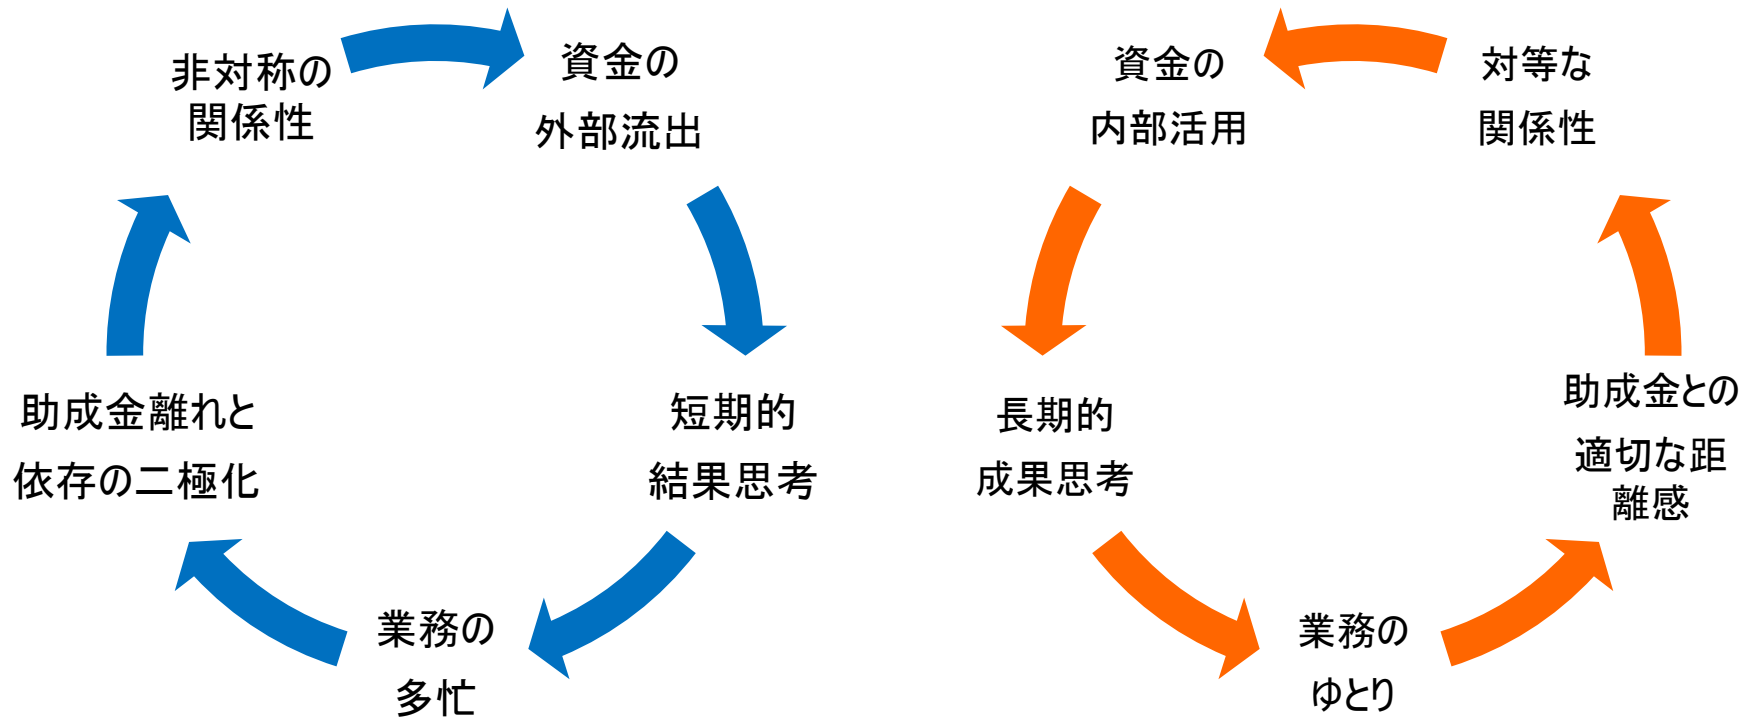 非対称の
関係性
資金の
外部流出
短期的
結果思考
業務の
多忙
助成金離れと
依存の二極化
対等な
関係性
資金の
内部活用
長期的
成果思考
業務の
ゆとり
助成金との
適切な距
離感